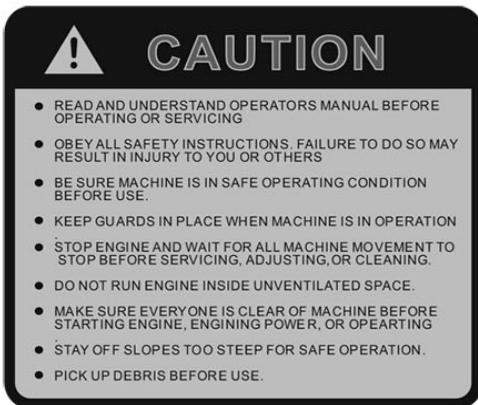 CAUTION
● READ AND UNDERSTAND OPERATORS MANUAL BEFORE
OPERATING OR SERVICING
● OBEY ALL SAFETY INSTRUCTIONS. FAILURE TO DO SO MAY
RESULT IN INJURY TO YOU OR OTHERS
● BE SURE MACHINE IS IN SAFE OPERATING CONDITION
BEFORE USE.
● KEEP GUARDS IN PLACE WHEN MACHINE IS IN OPERATION
.
● STOP ENGINE AND WAIT FOR ALL MACHINE MOVEMENT TO
STOP BEFORE SERVICING, ADJUSTING,OR CLEANING.
● DO NOT RUN ENGINE INSIDE UNVENTILATED SPACE.
● MAKE SURE EVERYONE IS CLEAR OF MACHINE BEFORE
STARTING ENGINE, ENGINING POWER, OR OPEARTING
.
● STAY OFF SLOPES TOO STEEP FOR SAFE OPERATION.
● PICK UP DEBRIS BEFORE USE.